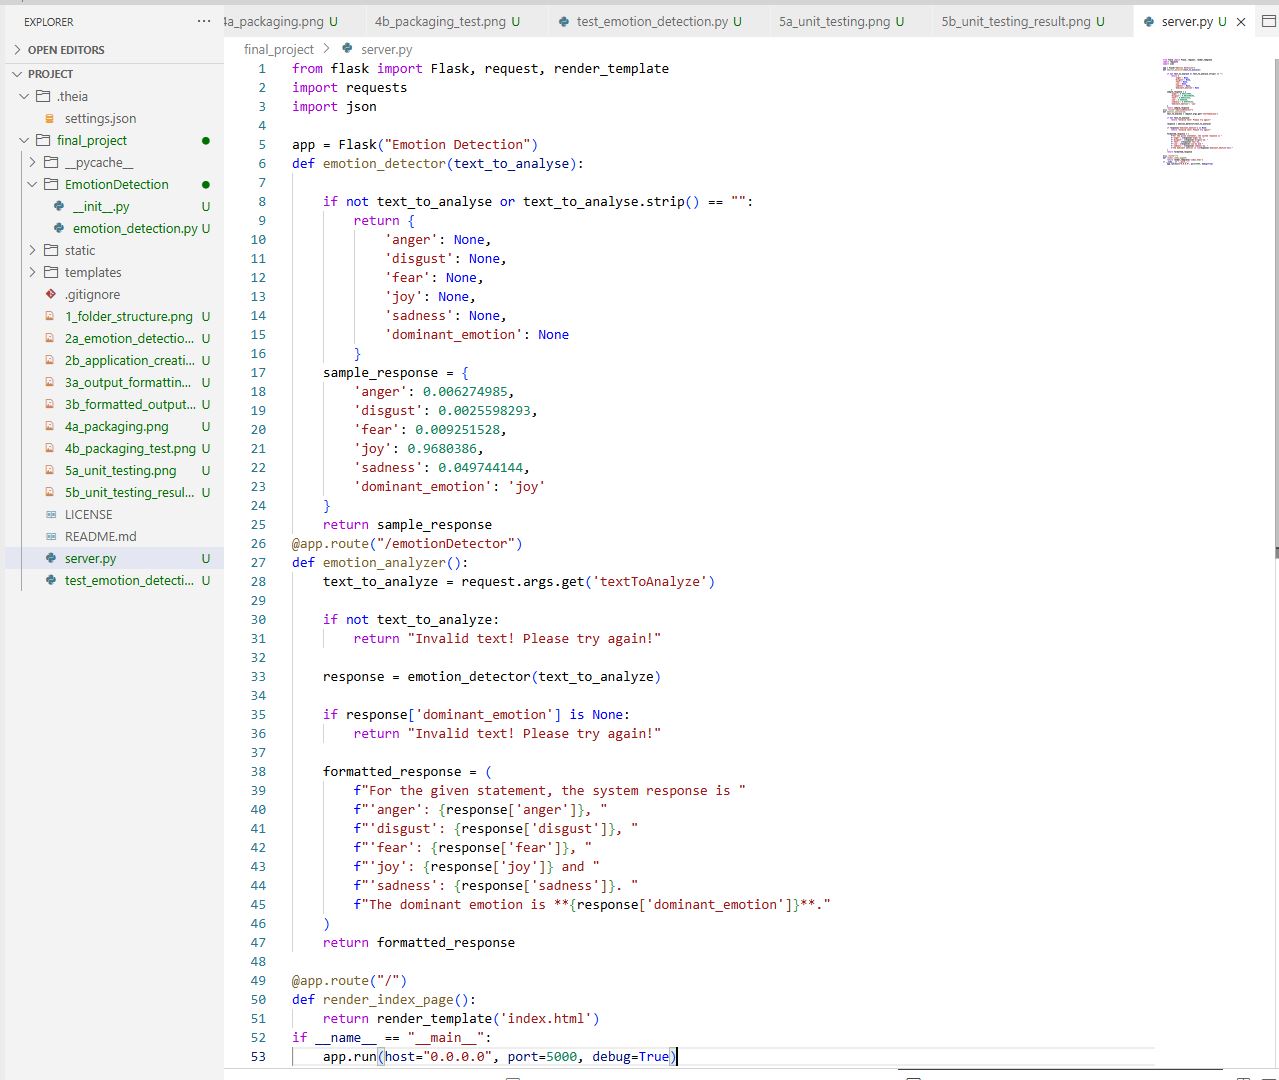 EXPLORER
OPEN EDITORS
PROJECT
.theia
settings.json
final_project
__pycache__
EmotionDetection
__init__.py U
emotion_detection.py U
static
templates
.gitignore
1_folder_structure.png U
2a_emotion_detectio... U
2b_application_creati... U
3a_output_formattin... U
3b_formatted_output... U
4a_packaging.png U
4b_packaging_test.png U
5a_unit_testing.png U
5b_unit_testing_resul... U
LICENSE
README.md
server.py U
test_emotion_detecti... U
4a_packaging.png U 4b_packaging_test.png U test_emotion_detection.py U 5a_unit_testing.png U 5b_unit_testing_result.png U server.py U
final_project > server.py
1 from flask import Flask, request, render_template
2 import requests
3 import json
4
5 app = Flask("Emotion Detection")
6 def emotion_detector(text_to_analyse):
7
8 if not text_to_analyse or text_to_analyse.strip() == "":
9 return {
10 'anger': None,
11 'disgust': None,
12 'fear': None,
13 'joy': None,
14 'sadness': None,
15 'dominant_emotion': None
16 }
17 sample_response = {
18 'anger': 0.006274985,
19 'disgust': 0.0025598293,
20 'fear': 0.009251528,
21 'joy': 0.9680386,
22 'sadness': 0.049744144,
23 'dominant_emotion': 'joy'
24 }
25 return sample_response
26 @app.route("/emotionDetector")
27 def emotion_analyzer():
28 text_to_analyze = request.args.get('textToAnalyze')
29
30 if not text_to_analyze:
31 return "Invalid text! Please try again!"
32
33 response = emotion_detector(text_to_analyze)
34
35 if response['dominant_emotion'] is None:
36 return "Invalid text! Please try again!"
37
38 formatted_response = (
39 f"For the given statement, the system response is "
40 f"'anger': {response['anger']}, "
41 f"'disgust': {response['disgust']}, "
42 f"'fear': {response['fear']}, "
43 f"'joy': {response['joy']} and "
44 f"'sadness': {response['sadness']}. "
45 f"The dominant emotion is **{response['dominant_emotion']}**."
46 )
47 return formatted_response
48
49 @app.route("/")
50 def render_index_page():
51 return render_template('index.html')
52 if __name__ == "__main__":
53 app.run(host="0.0.0.0", port=5000, debug=True)